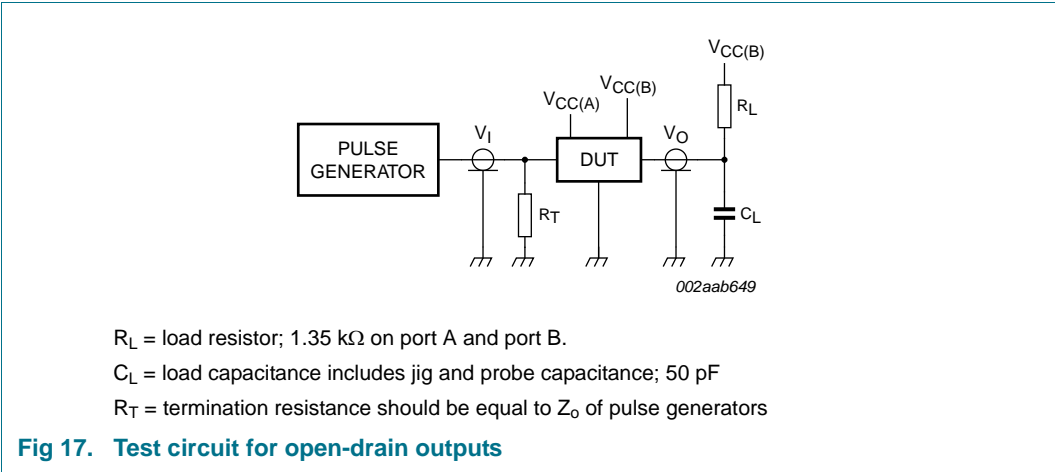 VCC(B)
RL
VCC(B)
VCC(A)
VI
VO
PULSE
GENERATOR
DUT
RT
CL
002aab649
RL = load resistor; 1.35 kΩ on port A and port B.
CL = load capacitance includes jig and probe capacitance; 50 pF
RT = termination resistance should be equal to Zo of pulse generators
Fig 17. Test circuit for open-drain outputs